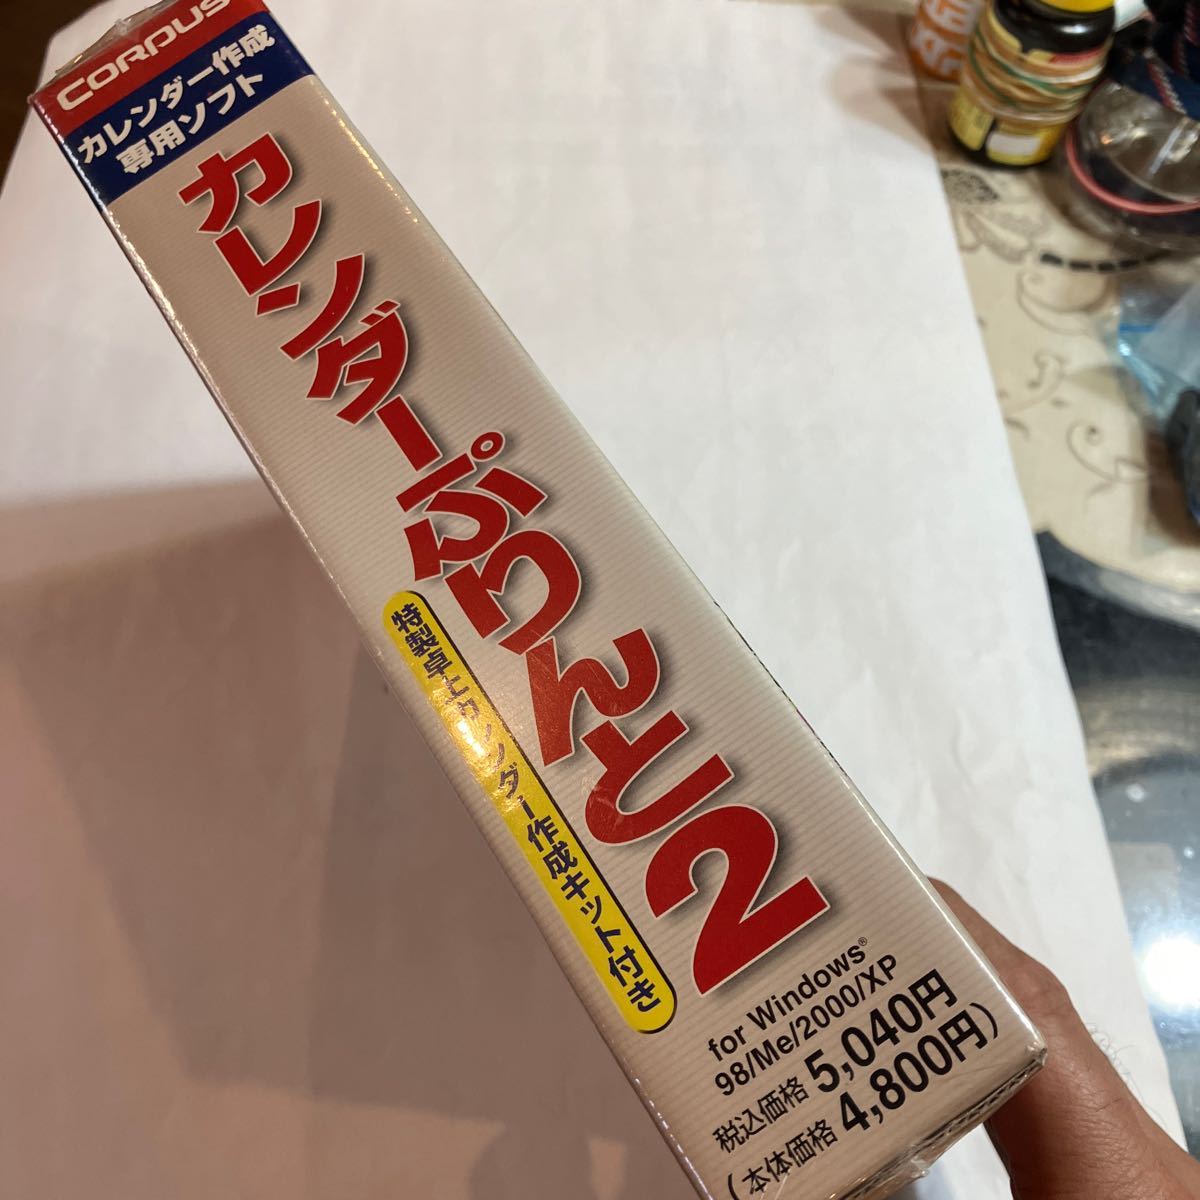 CORPUS
カレンダー作成
専用ソフト
カレンダーぷりんと2
特製卓上カレンダー作成キット付き
for Windows®
98/Me/2000/XP
税込価格 5,040円
(本体価格 4,800円)